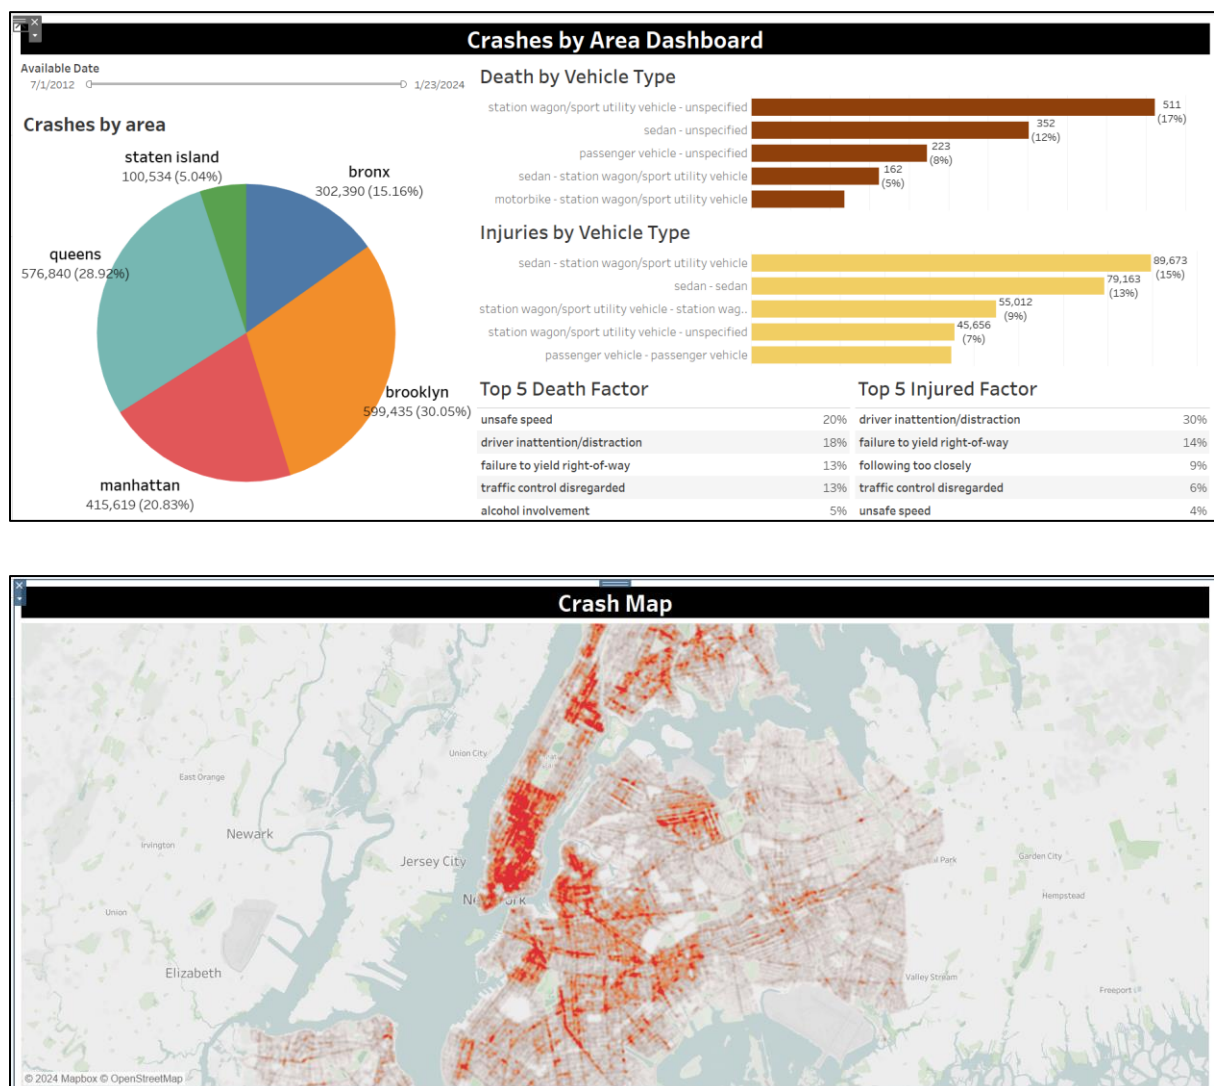 Crashes by Area Dashboard
Available Date
7/1/2012
1/23/2024
Crashes by area
staten island
100,534 (5.04%)
bronx
302,390 (15.16%)
queens
576,840 (28.92%)
brooklyn
599,435 (30.05%)
manhattan
415,619 (20.83%)
Death by Vehicle Type
station wagon/sport utility vehicle - unspecified
511
(17%)
sedan - unspecified
352
(12%)
passenger vehicle - unspecified
223
(8%)
sedan - station wagon/sport utility vehicle
162
(5%)
motorbike - station wagon/sport utility vehicle
Injuries by Vehicle Type
sedan - station wagon/sport utility vehicle
89,673
(15%)
sedan - sedan
79,163
(13%)
station wagon/sport utility vehicle - station wag..
55,012
(9%)
station wagon/sport utility vehicle - unspecified
45,656
(7%)
passenger vehicle - passenger vehicle
Top 5 Death Factor
unsafe speed 20%
driver inattention/distraction 18%
failure to yield right-of-way 13%
traffic control disregarded 13%
alcohol involvement 5%
Top 5 Injured Factor
driver inattention/distraction 30%
failure to yield right-of-way 14%
following too closely 9%
traffic control disregarded 6%
unsafe speed 4%
Crash Map
Union City
East Orange
Newark
Irvington
Jersey City
Park
Garden City
Hempstead
Union
Elizabeth
Valley Stream
Freeport
© 2024 Mapbox © OpenStreetMap